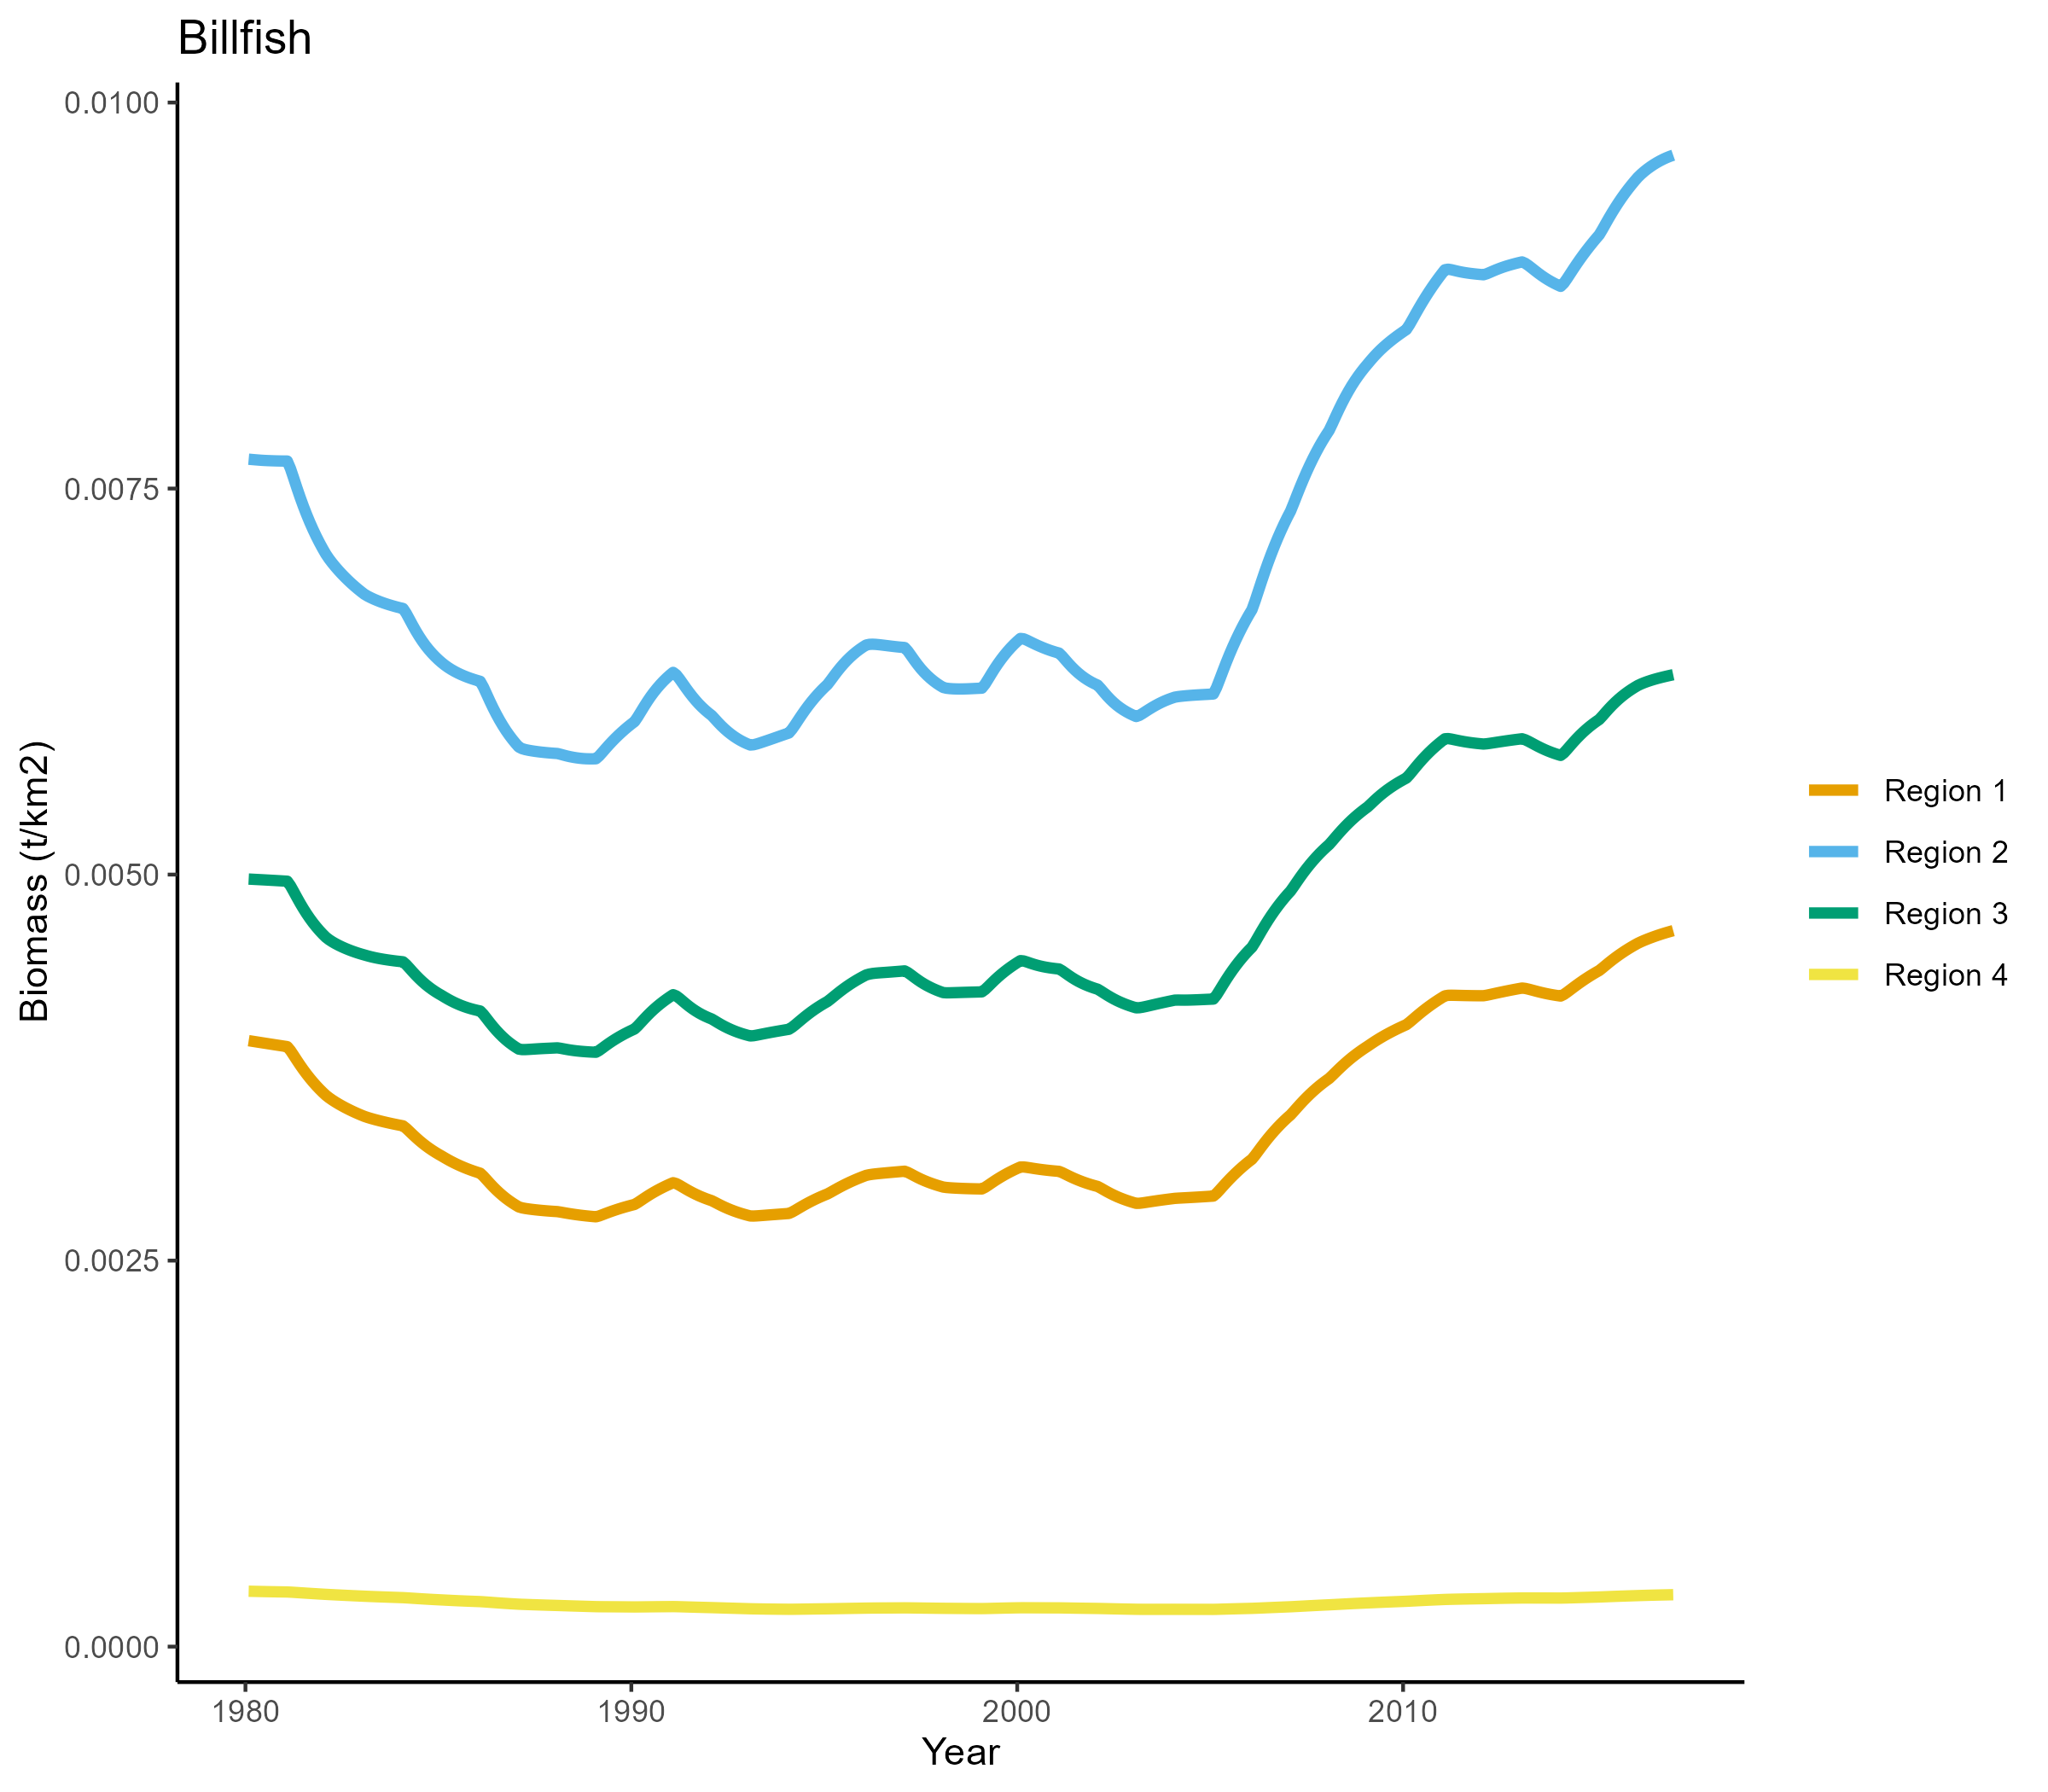 Billfish
0.0100
0.0075
0.0050
0.0025
0.0000
Biomass (t/km2)
1980
1990
2000
2010
Year
Region 1
Region 2
Region 3
Region 4